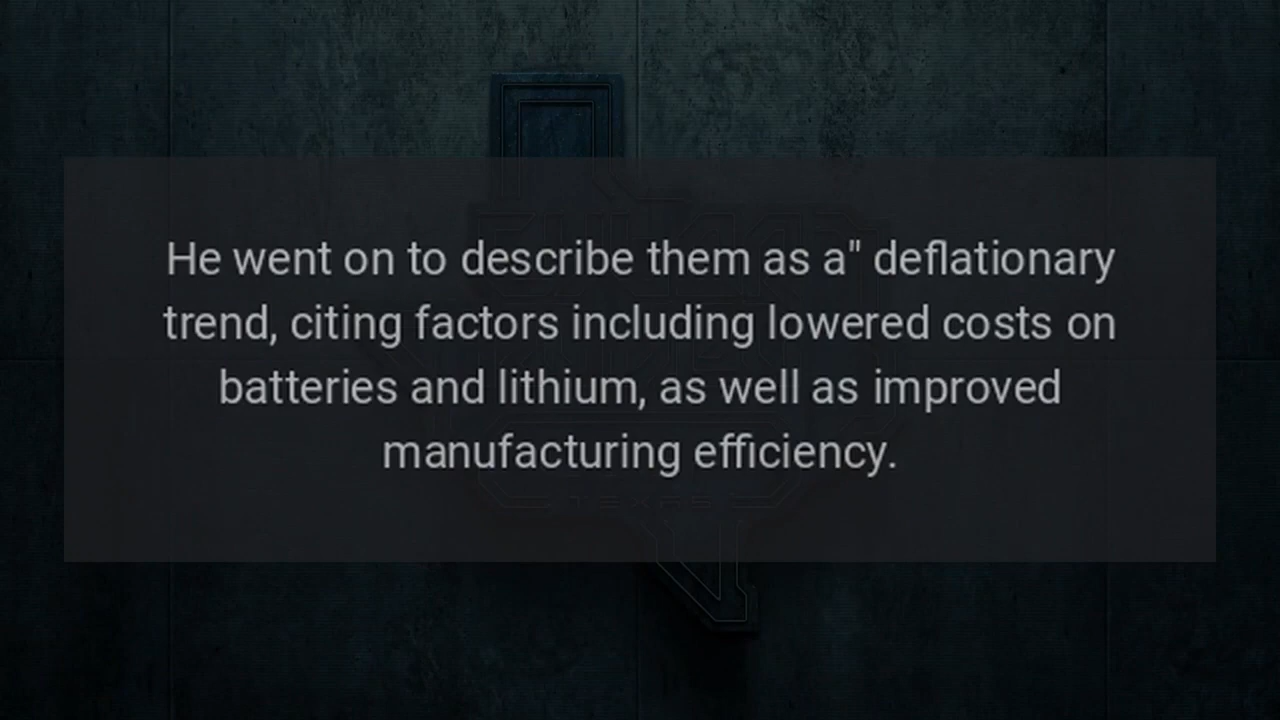 He went on to describe them as a" deflationary
trend, citing factors including lowered costs on
batteries and lithium, as well as improved
manufacturing efficiency.
TEXAS